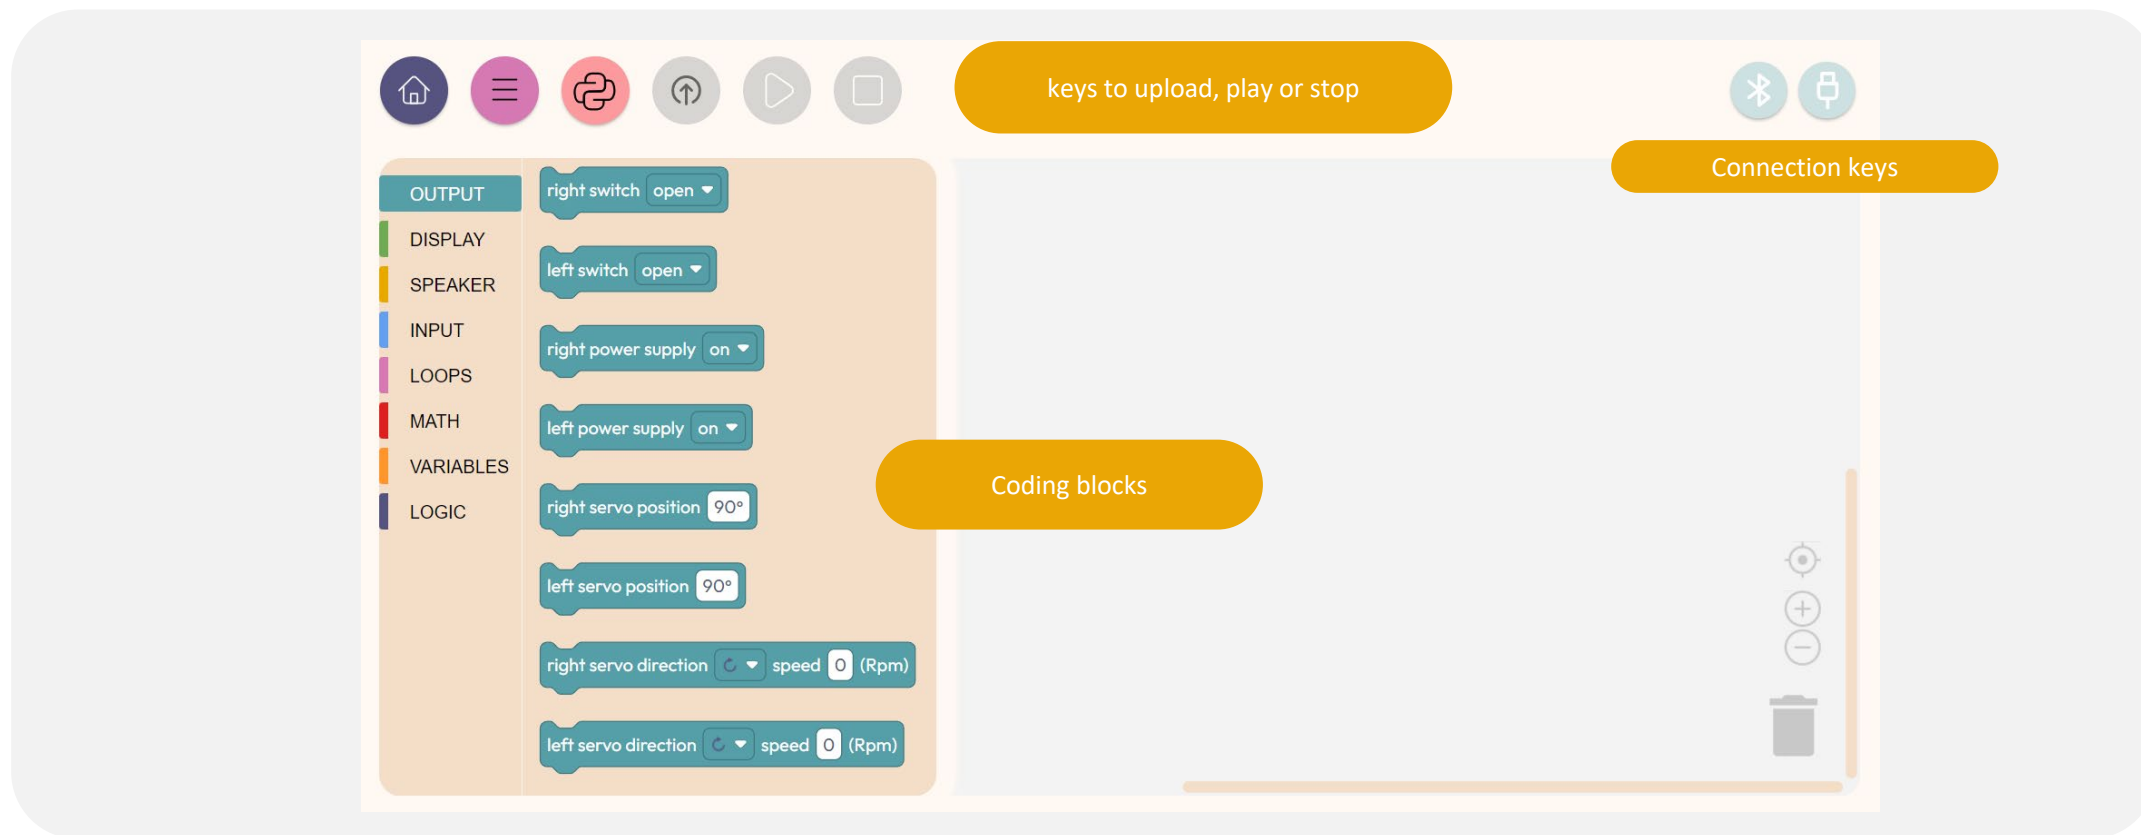 keys to upload, play or stop
Connection keys
OUTPUT
DISPLAY
SPEAKER
INPUT
LOOPS
MATH
VARIABLES
LOGIC
right switch open
left switch open
right power supply on
left power supply on
right servo position 90°
left servo position 90°
right servo direction speed 0 (Rpm)
left servo direction speed 0 (Rpm)
Coding blocks